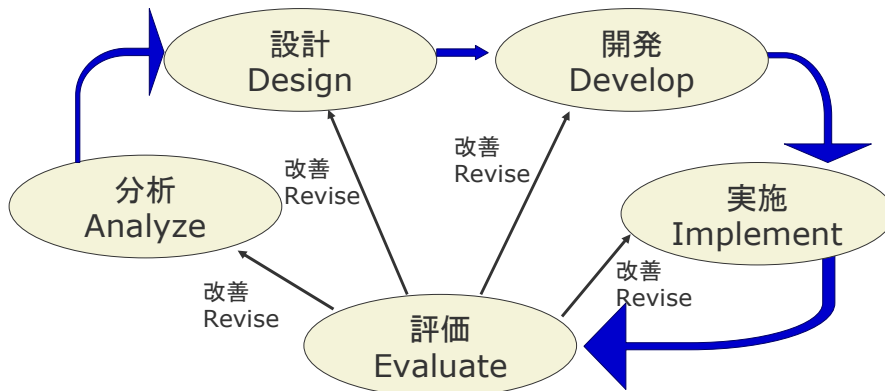 設計
Design
開発
Develop
改善
Revise
改善
Revise
分析
Analyze
実施
Implement
改善
Revise
改善
Revise
評価
Evaluate